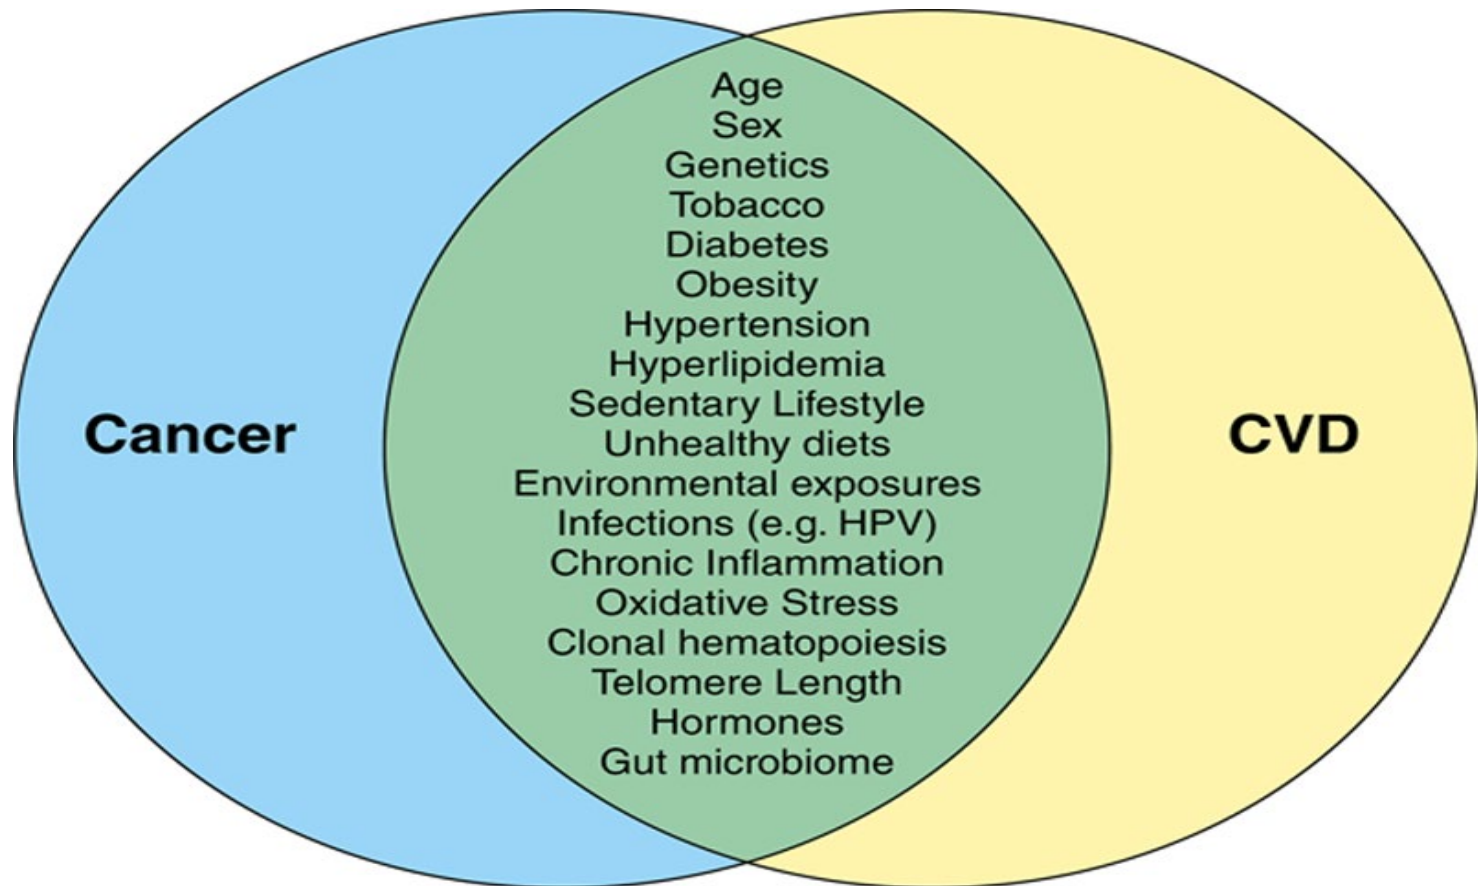 Age
Sex
Genetics
Tobacco
Diabetes
Obesity
Hypertension
Hyperlipidemia
Sedentary Lifestyle
Cancer
CVD
Unhealthy diets
Environmental exposures
Infections (e.g. HPV)
Chronic Inflammation
Oxidative Stress
Clonal hematopoiesis
Telomere Length
Hormones
Gut microbiome